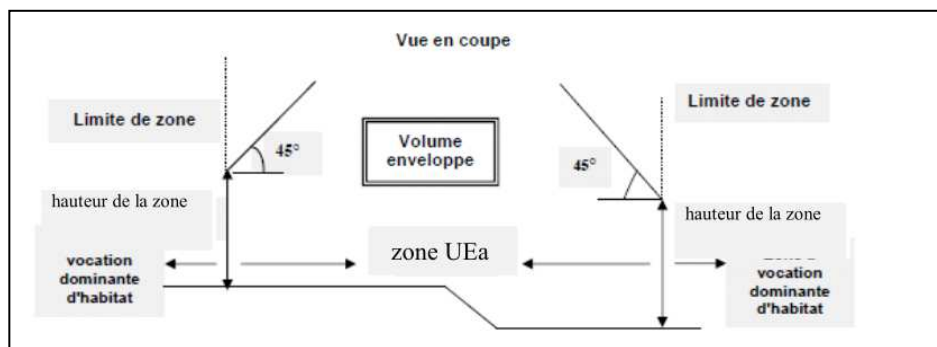 Vue en coupe
Limite de zone
45°
Volume
enveloppe
45°
Limite de zone
hauteur de la zone
hauteur de la zone
vocation
dominante
d'habitat
zone UEa
vocation
dominante
d'habitat